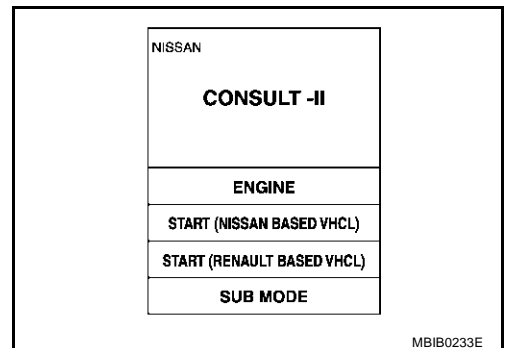 NISSAN
CONSULT -II
ENGINE
START (NISSAN BASED VHCL)
START (RENAULT BASED VHCL)
SUB MODE
MBIB0233E